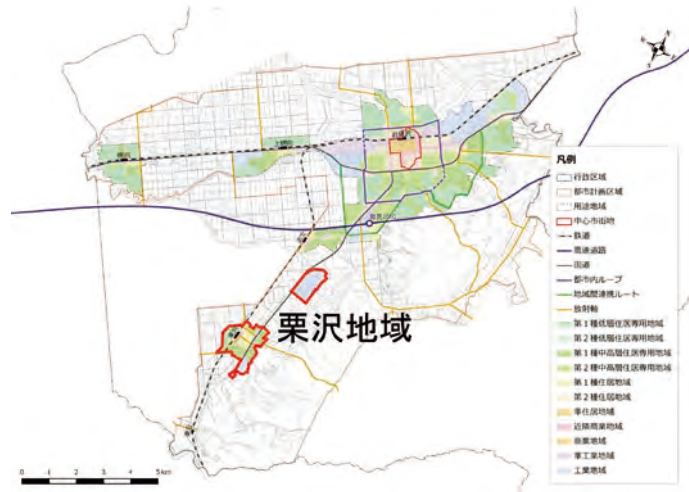 栗沢地域
凡例
行政区域
都市計画区域
用途地域
中心市街地
鉄道
高速道路
国道
都市内ループ
地域間連携ルート
放射軸
第1種低層住居専用地域
第2種低層住居専用地域
第1種中高層住居専用地域
第2種中高層住居専用地域
第1種住居地域
第2種住居地域
準住居地域
近隣商業地域
商業地域
準工業地域
工業地域
0 1 2 3 4 5km